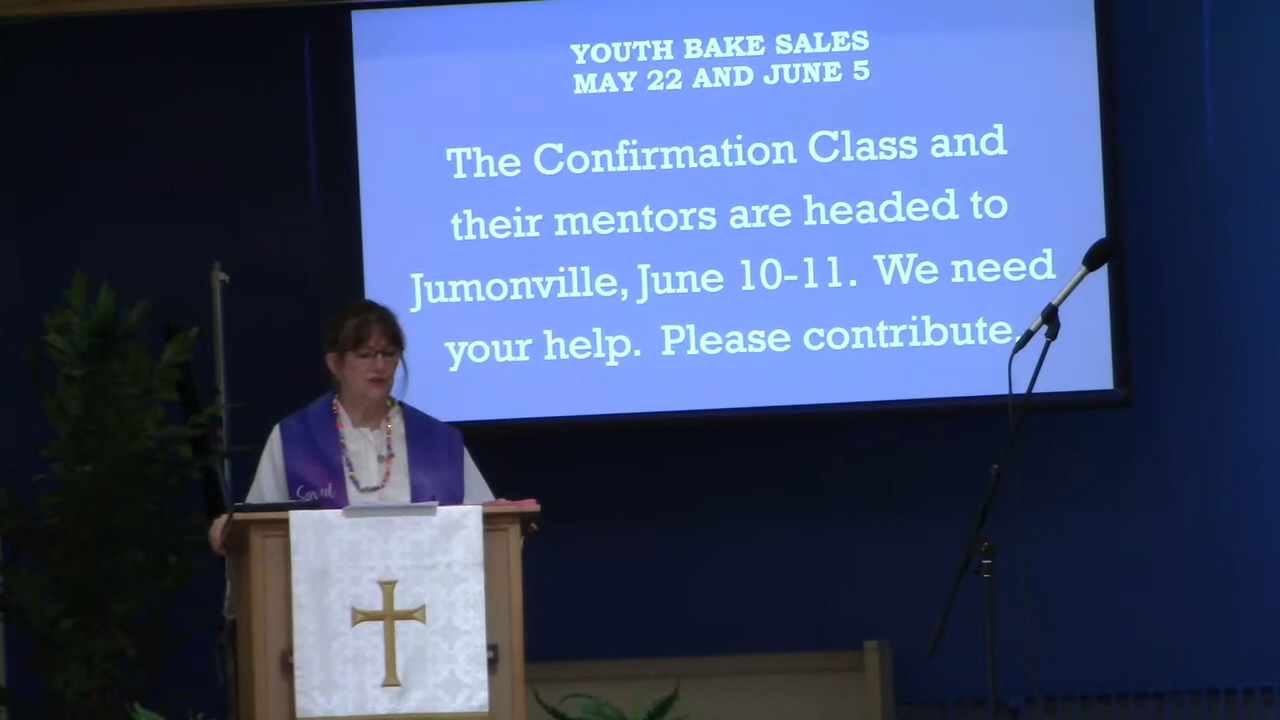 YOUTH BAKE SALES
MAY 22 AND JUNE 5
The Confirmation Class and
their mentors are headed to
Jumonville, June 10-11. We need
your help. Please contribute.